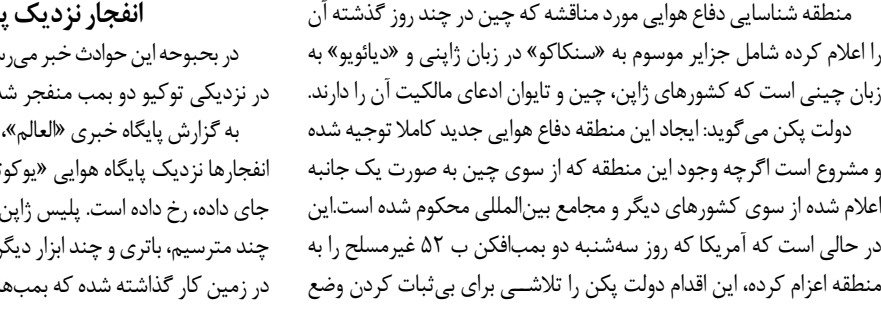 منطقه شناسایی دفاع هوایی مورد مناقشه که چین در چند روز گذشته آن
را اعلام کرده شامل جزایر موسوم به «سنکاکو» در زبان ژاپنی و «دیائویو» به
زبان چینی است که کشورهای ژاپن، چین و تایوان ادعای مالکیت آن را دارند.
دولت پکن می‌گوید: ایجاد این منطقه دفاع هوایی جدید کاملا توجیه شده
و مشروع است اگرچه وجود این منطقه که از سوی چین به صورت یک جانبه
اعلام شده از سوی کشورهای دیگر و مجامع بین‌المللی محکوم شده است.این
در حالی است که آمریکا که روز سه‌شنبه دو بمب‌افکن ب ۵۲ غیرمسلح را به
منطقه اعزام کرده، این اقدام دولت پکن را تلاشی برای بی‌ثبات کردن وضع
انفجار نزدیک
در بحبوحه این حوادث خبر
در نزدیکی توکیو دو بمب منفجر
به گزارش پایگاه خبری «العالم»،
انفجارها نزدیک پایگاه هوایی
جای داده، رخ داده است. پلیس ژاپن
چند مترسیم، باتری و چند ابزار
در زمین کار گذاشته شده که